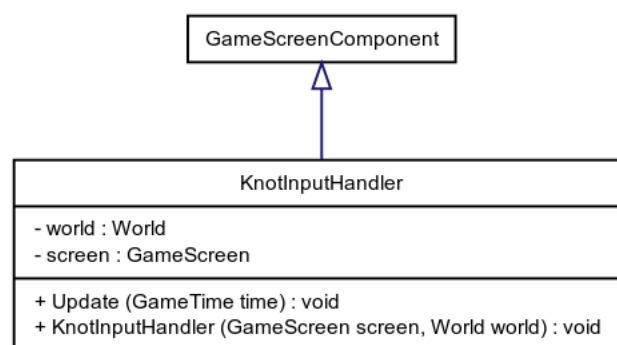 GameScreenComponent
KnotInputHandler
- world : World
- screen : GameScreen
+ Update (GameTime time) : void
+ KnotInputHandler (GameScreen screen, World world) : void